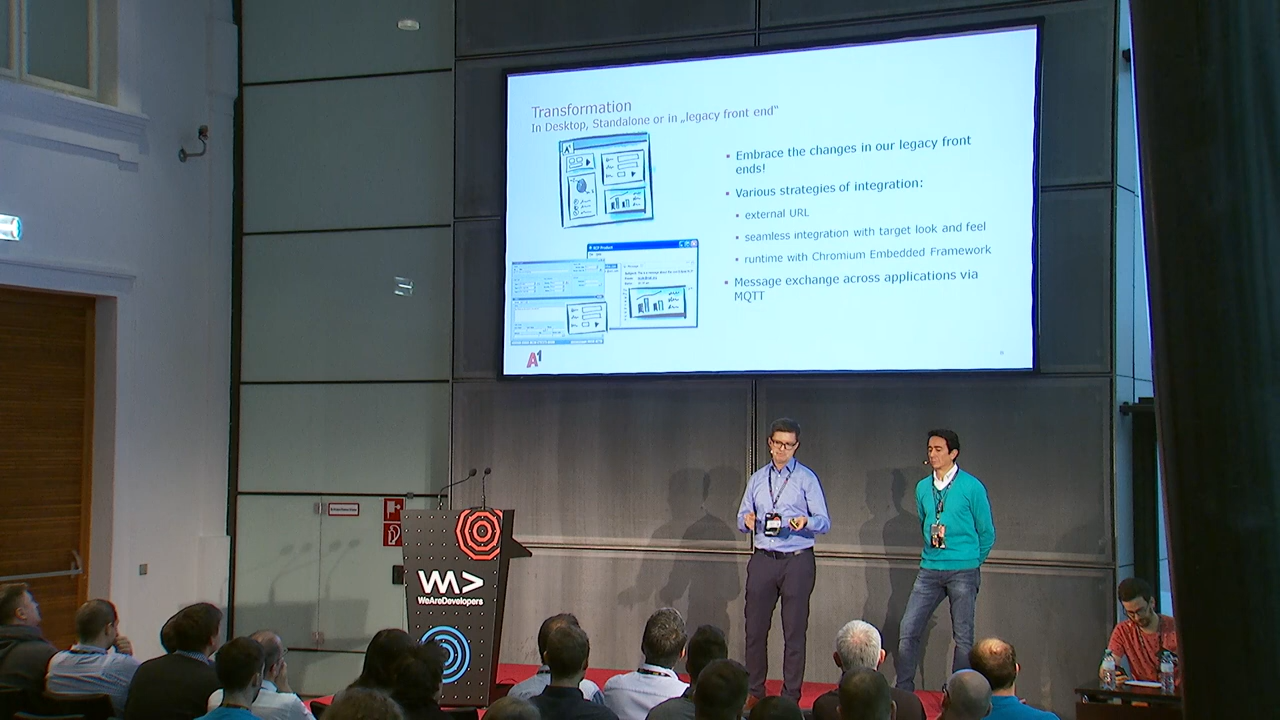 Transformation
In Desktop, Standalone or in „legacy front end"
Embrace the changes in our legacy front
ends!
Various strategies of integration:
external URL
seamless integration with target look and feel
runtime with Chromium Embedded Framework
Message exchange across applications via
MQTT
A1
WeAreDevelopers